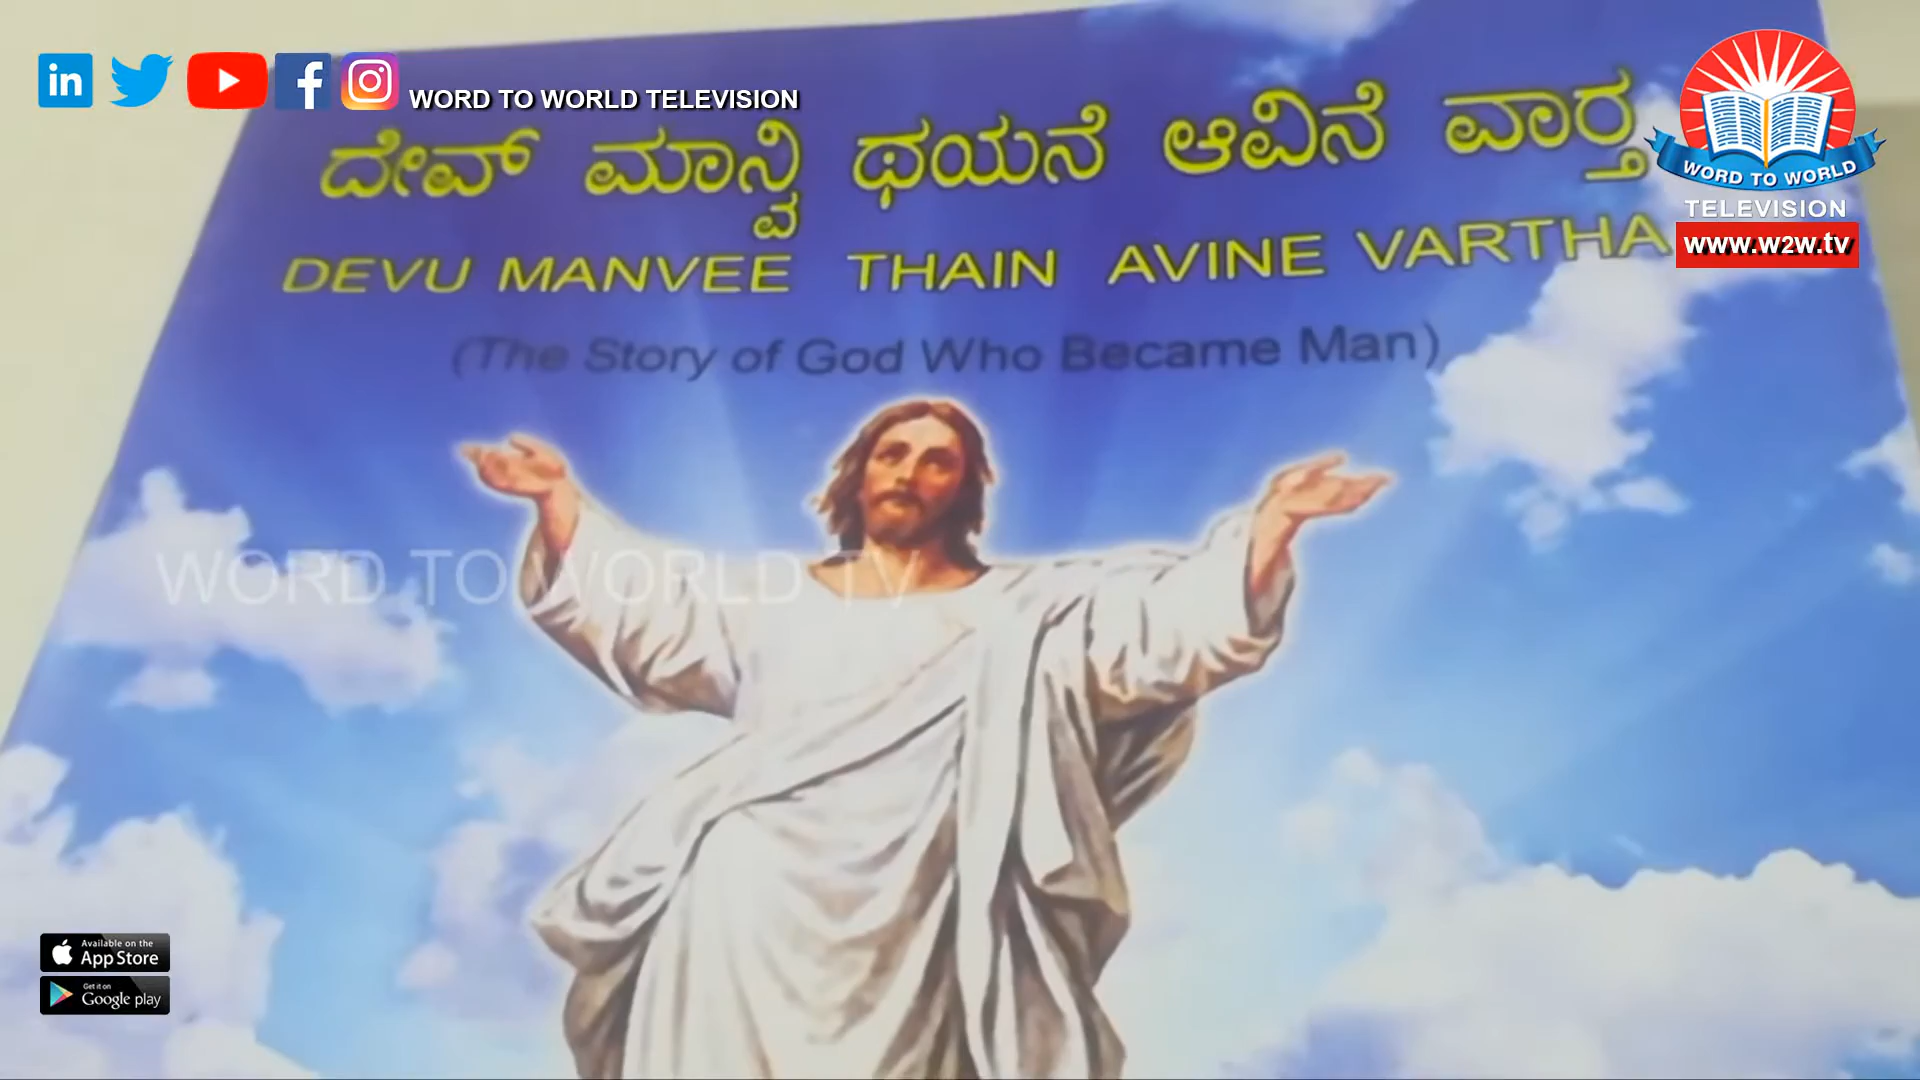 WORD TO WORLD TELEVISION
ದೇವ್ ಮಾನ್ವಿ ಥಯನೆ ಆವಿನೆ ವಾರ್ತ
DEVU MANVEE THAIN AVINE VARTHA
(The Story of God Who Became Man)
WORD TO WORLD
TELEVISION
www.w2w.tv
WORD TO WORLD TV
Available on the
App Store
Get it on
Google play